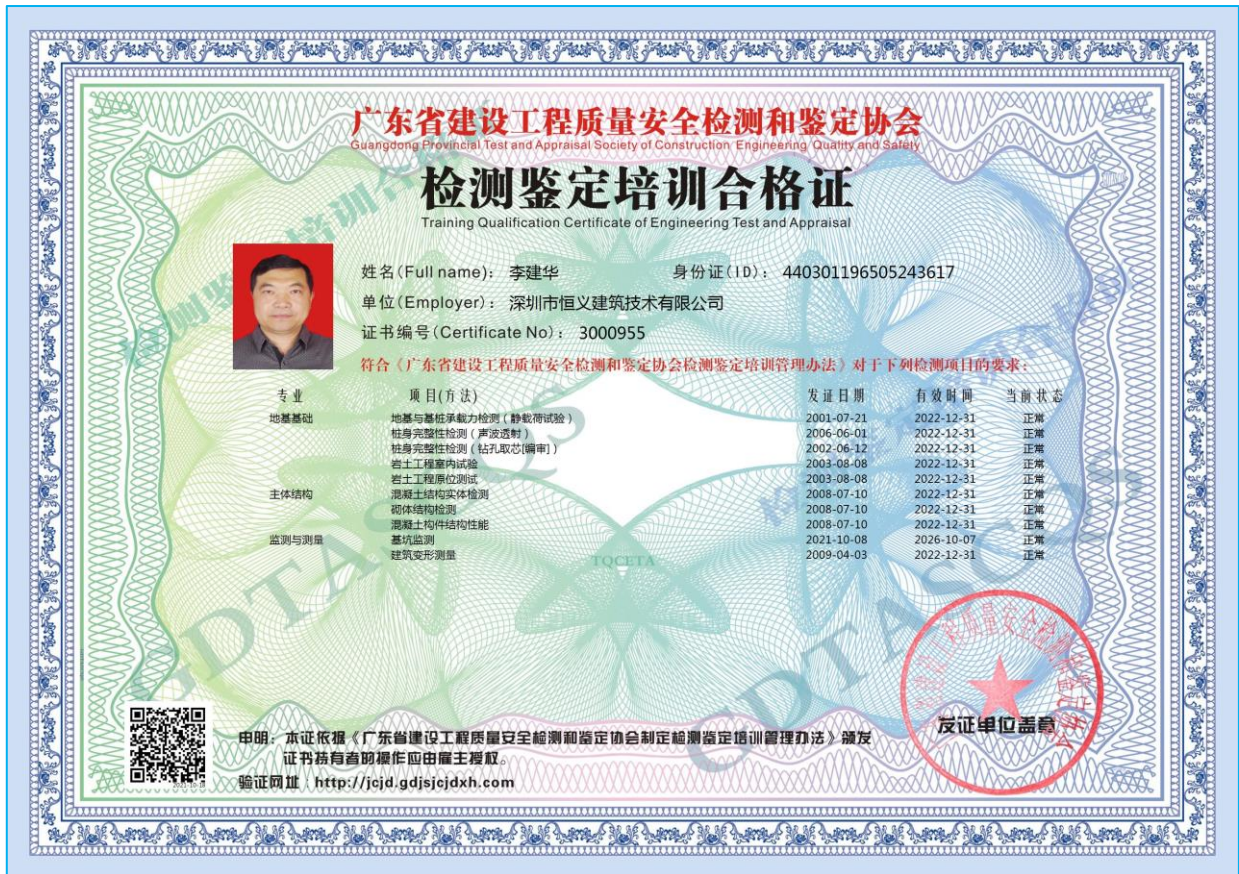 广东省建设工程质量安全检测和鉴定协会
Guangdong Provincial Test and Appraisal Society of Construction Engineering Quality and Safety
检测鉴定培训合格证
Training Qualification Certificate of Engineering Test and Appraisal
姓名(Full name): 李建华 身份证(ID): 440301196505243617
单位(Employer): 深圳市恒义建筑技术有限公司
证书编号(Certificate No): 3000955
符合《广东省建设工程质量安全检测和鉴定协会检测鉴定培训管理办法》对于下列检测项目的要求:
专业 项目(方法) 发证日期 有效时间 当前状态
地基基础 地基与基桩承载力检测(静载荷试验) 2001-07-21 2022-12-31 正常
桩身完整性检测(声波透射) 2006-06-01 2022-12-31 正常
桩身完整性检测(钻孔取芯[编审]) 2002-06-12 2022-12-31 正常
岩土工程室内试验 2003-08-08 2022-12-31 正常
岩土工程原位测试 2003-08-08 2022-12-31 正常
主体结构 混凝土结构实体检测 2008-07-10 2022-12-31 正常
砌体结构检测 2008-07-10 2022-12-31 正常
混凝土构件结构性能 2008-07-10 2022-12-31 正常
监测与测量 基坑监测 2021-10-08 2026-10-07 正常
建筑变形测量 2009-04-03 2022-12-31 正常
TQCETA
发证单位盖章
申明: 本证依据《广东省建设工程质量安全检测和鉴定协会制定检测鉴定培训管理办法》颁发
证书持有者的操作应由雇主授权。
验证网址:http://jcjd.gdjsjcjdxh.com